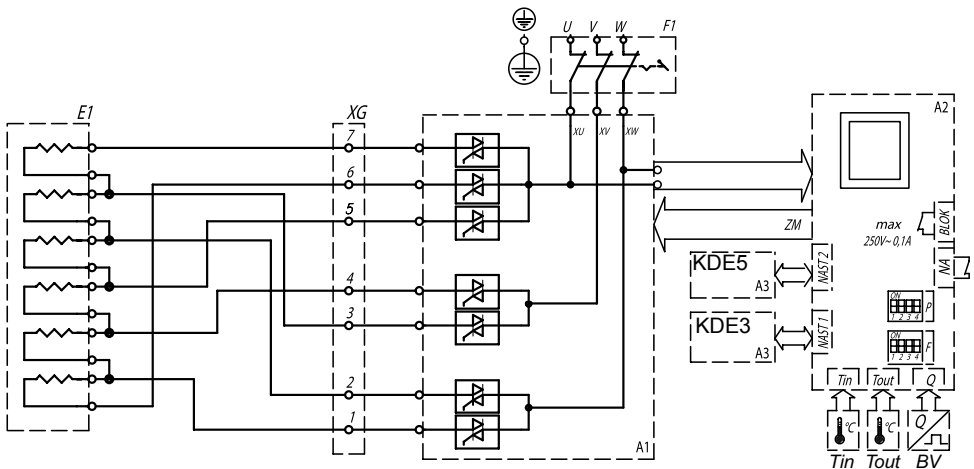 U V W F1
E1 XG XU XV XW A2
7
6
5
4
3
2
1
A1
ZM
max
250V~ 0,1A
BLOK
NA
KDE5
A3
NAST 2
KDE3
A3
NAST 1
ON
1 2 3 4
P
ON
1 2 3 4
F
Tin Tout Q
°C °C Q
Tin Tout BV